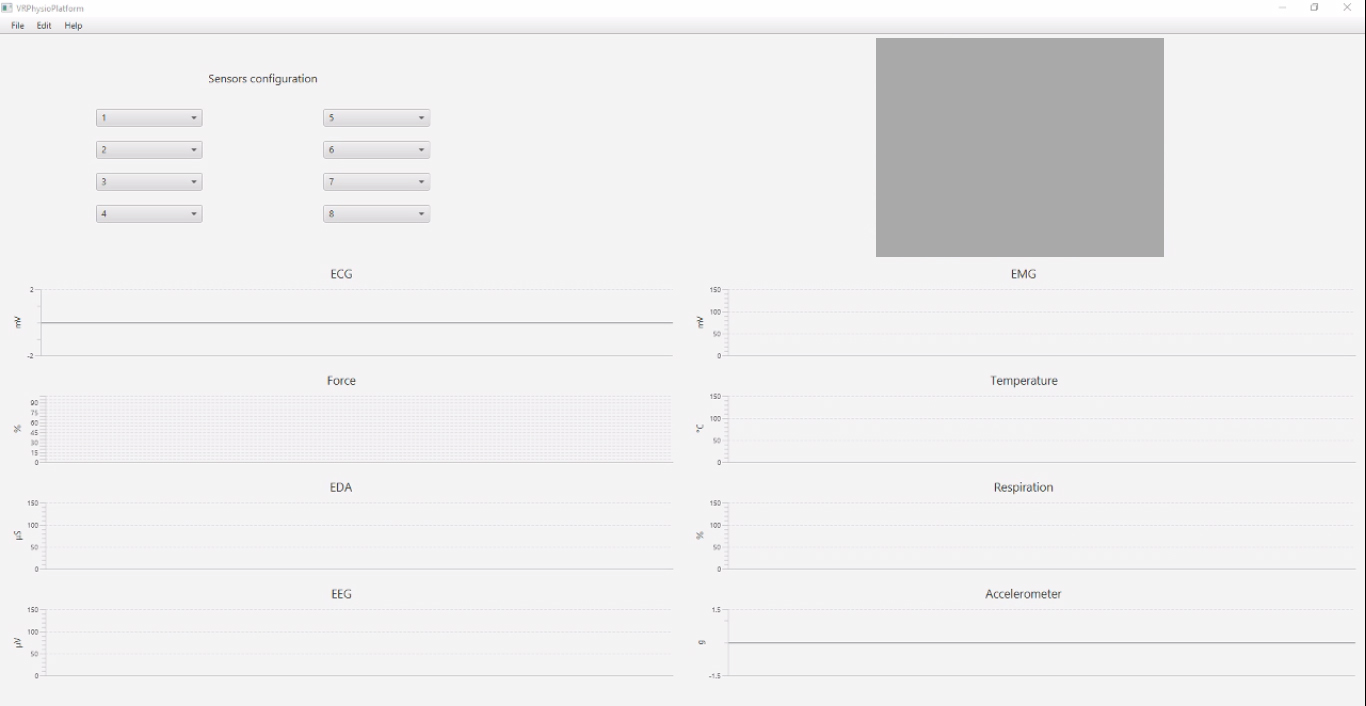 VRPhysioPlatform
File Edit Help
Sensors configuration
1 5
2 6
3 7
4 8
ECG
2
mV
-2
EMG
150
100
mV
50
0
Force
90
75
60
%
45
30
15
0
Temperature
150
100
°C
50
0
EDA
150
100
µS
50
0
Respiration
150
100
%
50
0
EEG
150
100
µV
50
0
Accelerometer
1.5
g
-1.5